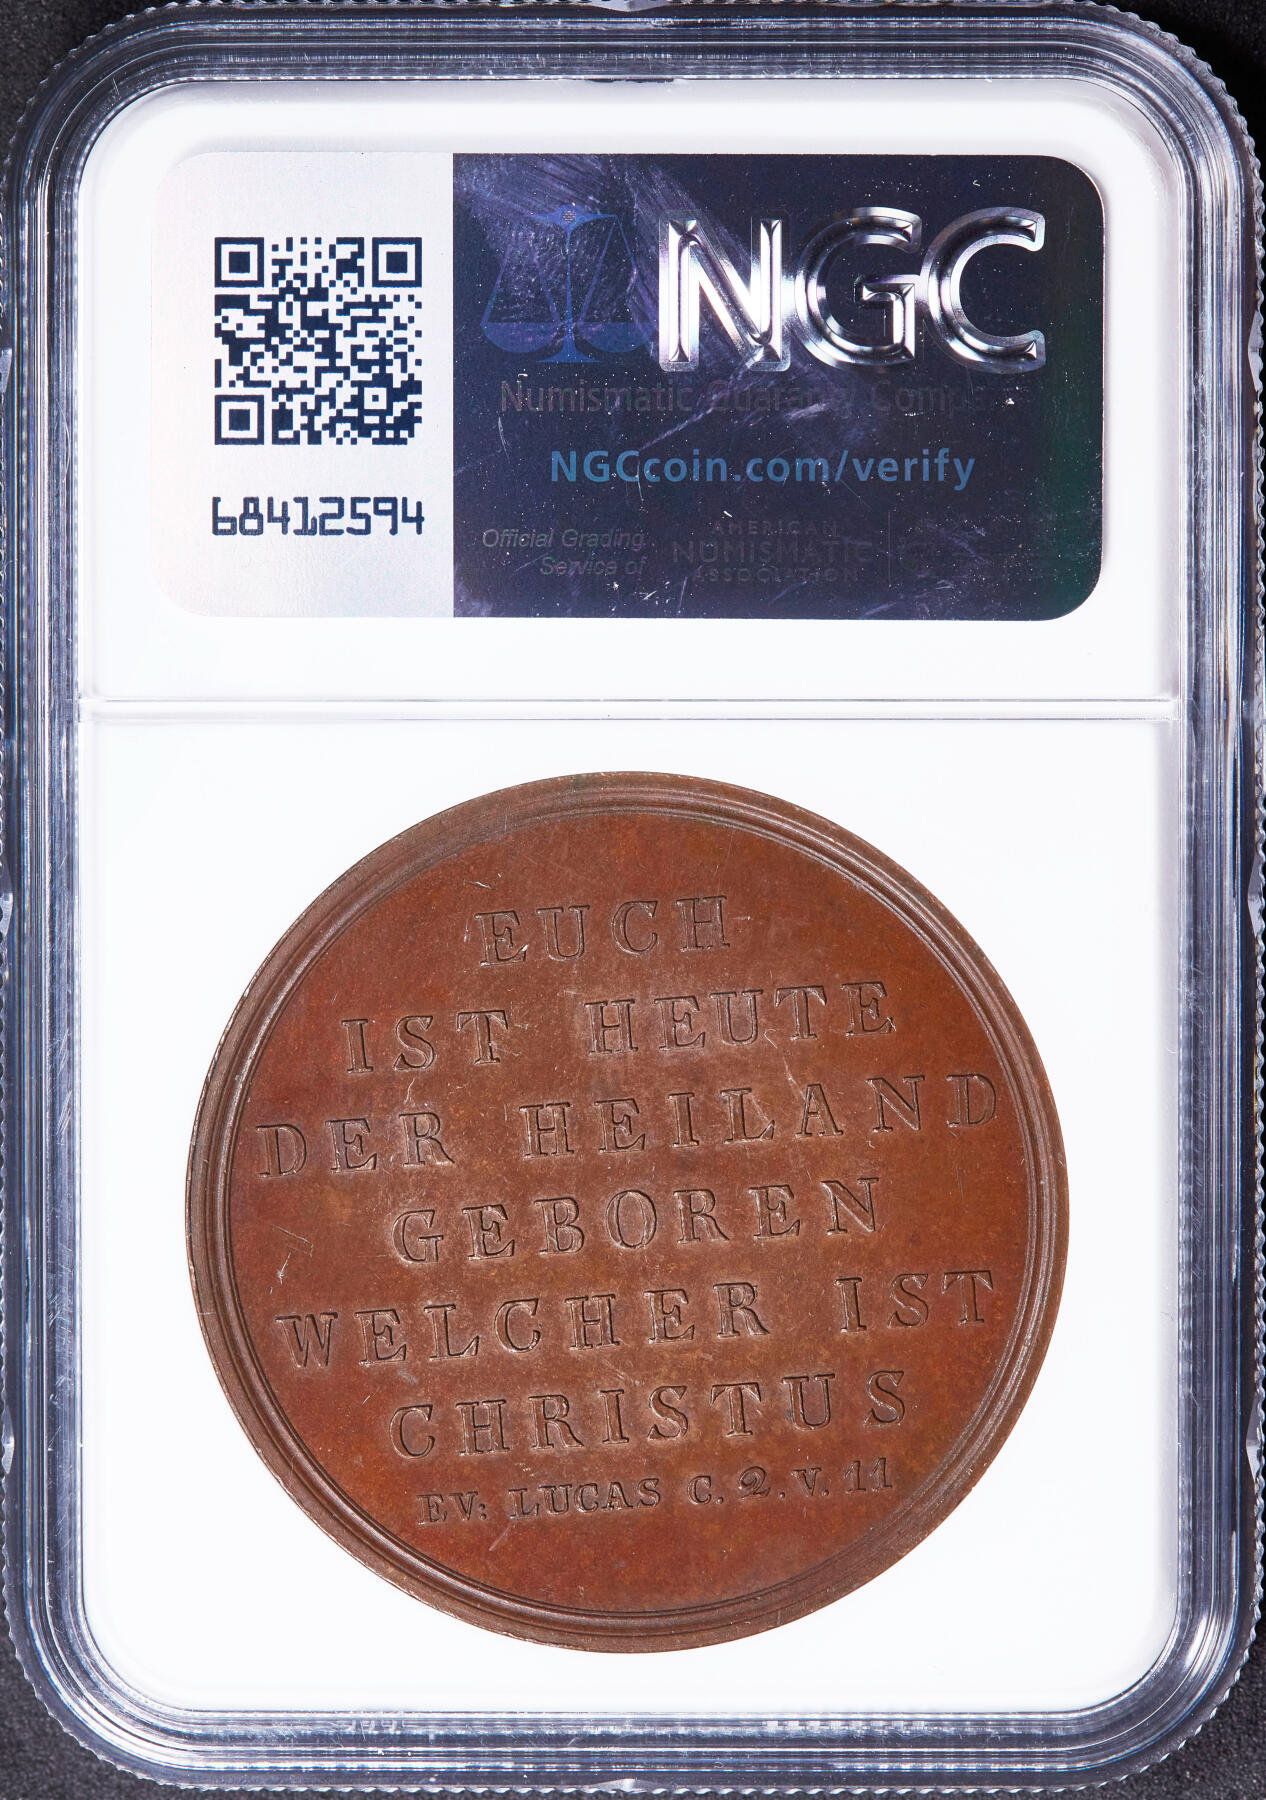 NGC
Numismatic Guaranty Comp
NGCcoin.com/verify
68412594
Official Grading
Service of
AMERICAN
NUMISMATIC
ASSOCIATION
EUCH
IST HEUTE
DER HEILAND
GEBOREN
WELCHER IST
CHRISTUS
EV: LUCAS C. 2. V. 11